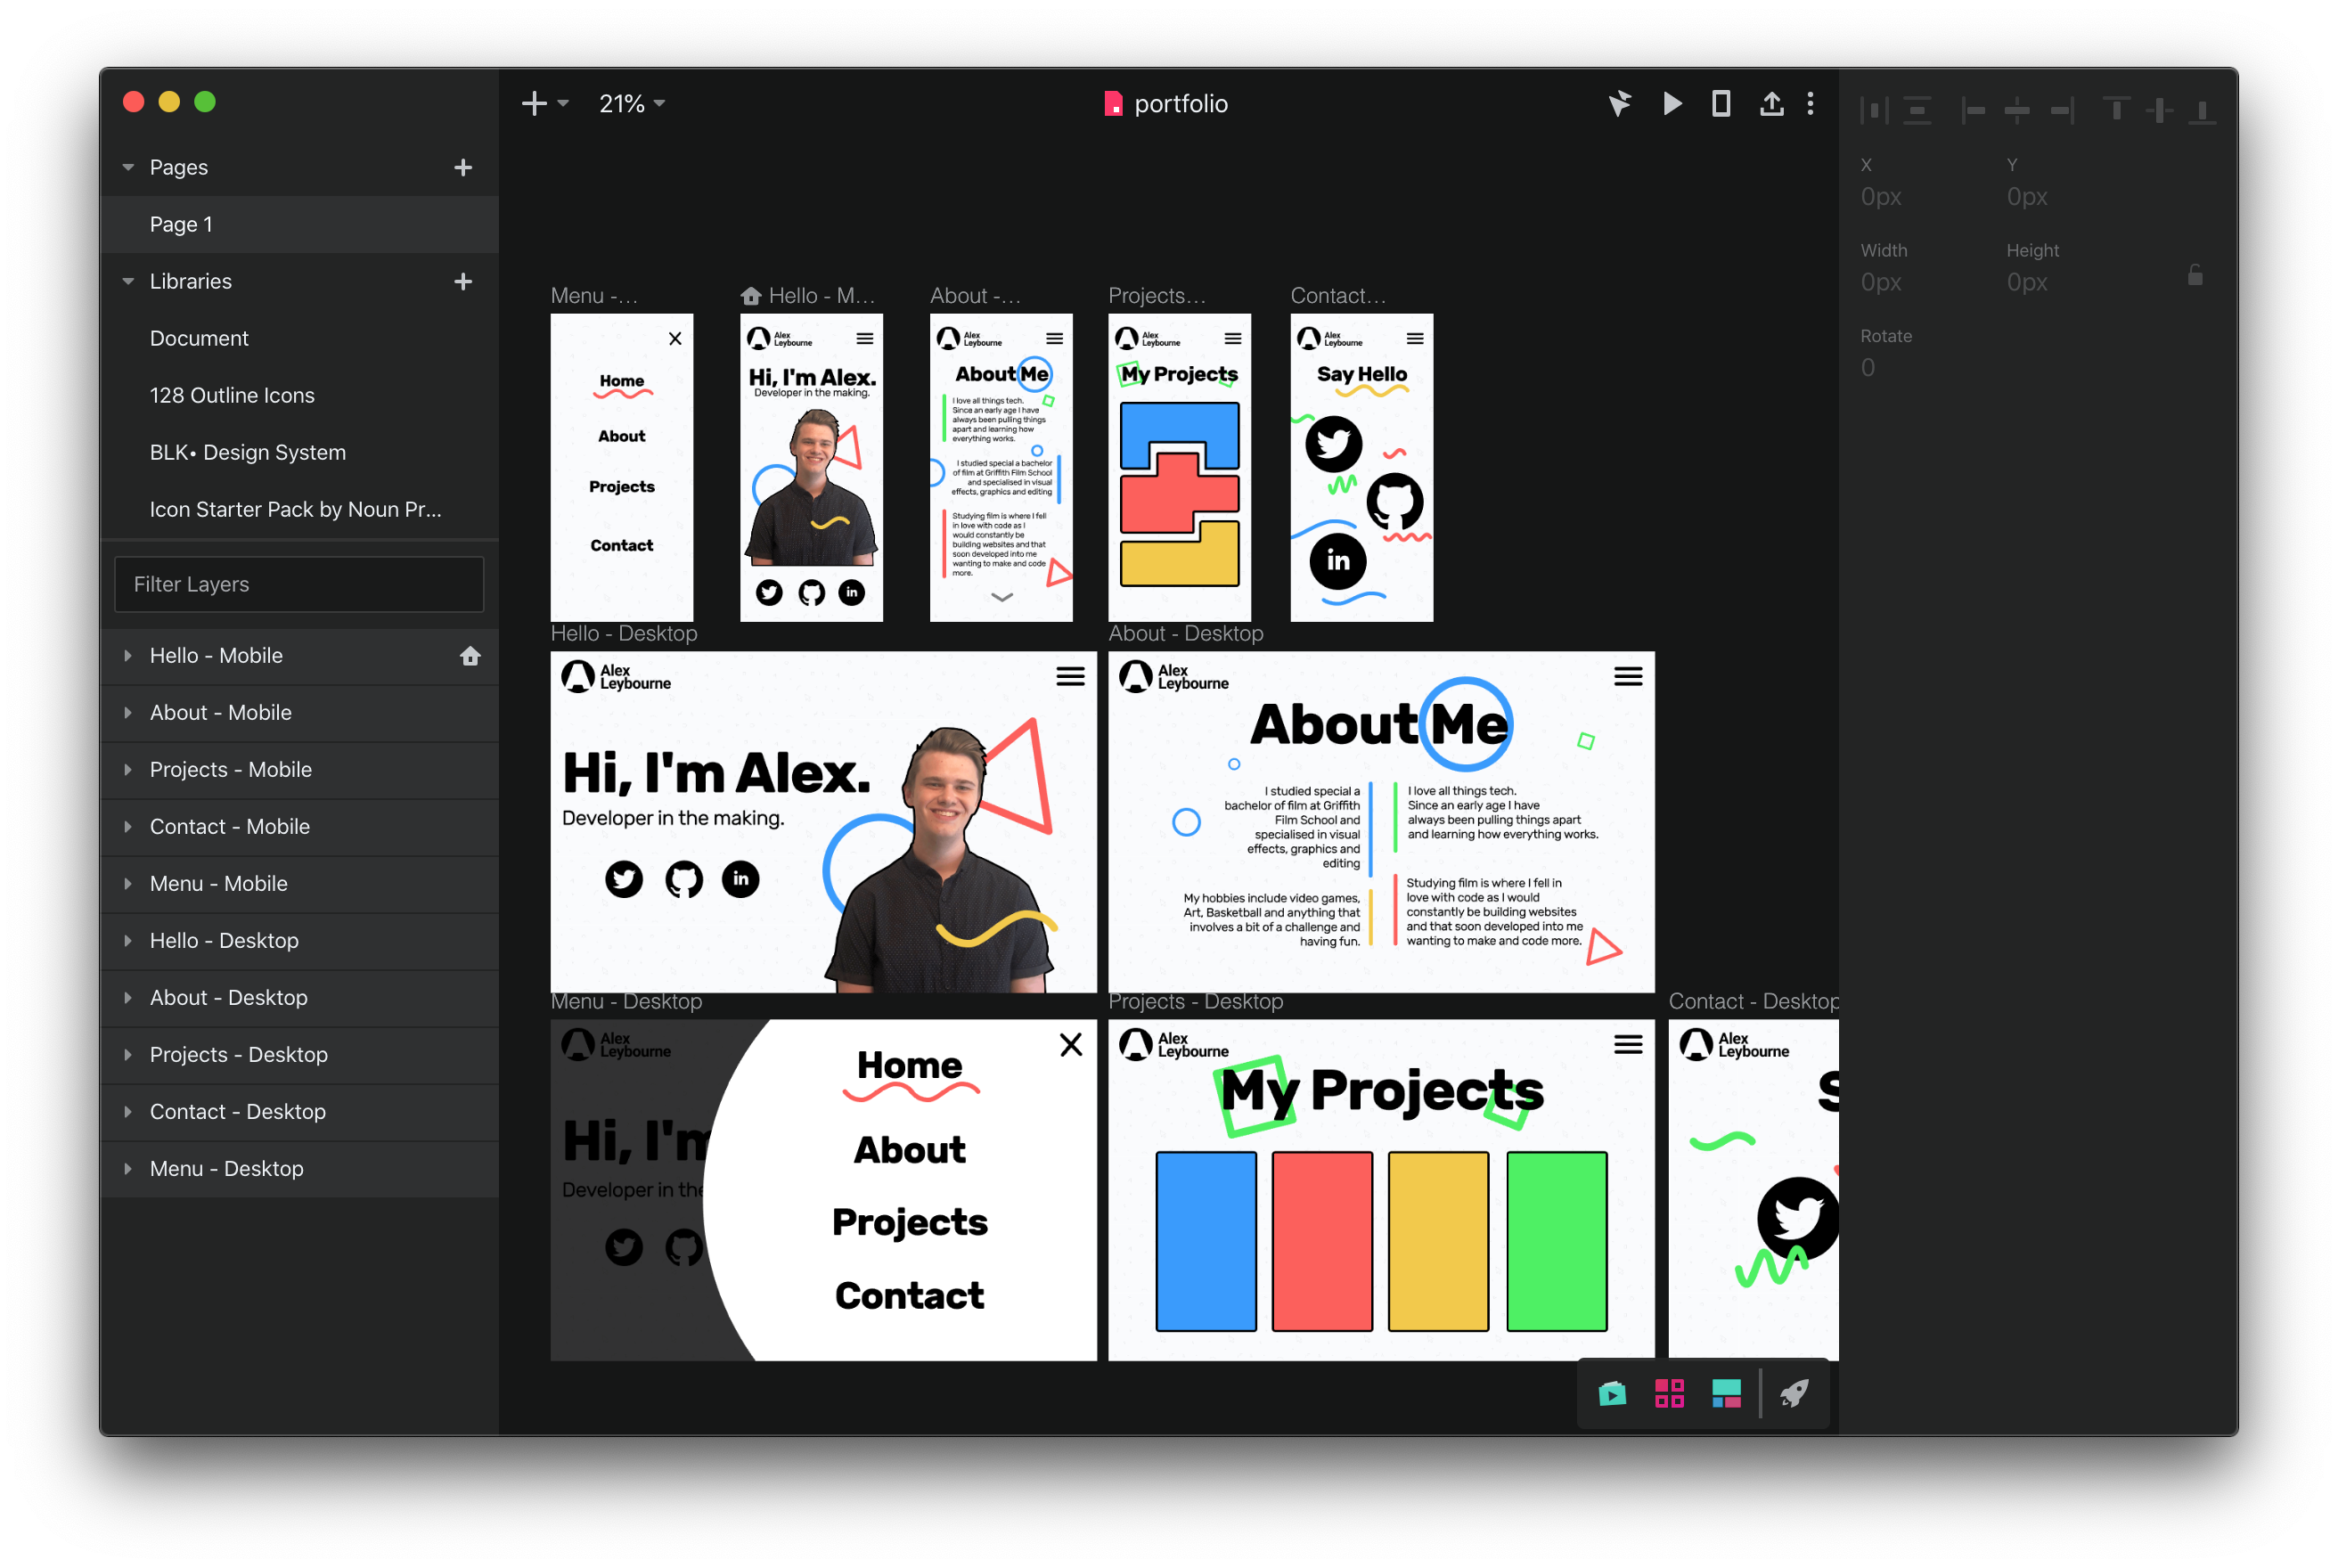 21%
portfolio
Pages
Page 1
Libraries
Document
128 Outline Icons
BLK• Design System
Icon Starter Pack by Noun Pr...
Filter Layers
Hello - Mobile
About - Mobile
Projects - Mobile
Contact - Mobile
Menu - Mobile
Hello - Desktop
About - Desktop
Projects - Desktop
Contact - Desktop
Menu - Desktop
Menu -...
Home
About
Projects
Contact
Hello - M...
Alex
Leybourne
Hi, I'm Alex.
Developer in the making.
in
About -...
Alex
Leybourne
About Me
I love all things tech.
Since an early age I have
always been pulling things
apart and learning how
everything works.
I studied special a bachelor
of film at Griffith Film School
and specialised in visual
effects, graphics and editing
Studying film is where I fell
in love with code as I
would constantly be
building websites and that
soon developed into me
wanting to make and code
more.
Projects...
Alex
Leybourne
My Projects
Contact...
Alex
Leybourne
Say Hello
in
Hello - Desktop
Alex
Leybourne
Hi, I'm Alex.
Developer in the making.
in
About - Desktop
Alex
Leybourne
About Me
I studied special a
bachelor of film at Griffith
Film School and
specialised in visual
effects, graphics and
editing
I love all things tech.
Since an early age I have
always been pulling things apart
and learning how everything works.
My hobbies include video games,
Art, Basketball and anything that
involves a bit of a challenge and
having fun.
Studying film is where I fell in
love with code as I would
constantly be building websites
and that soon developed into me
wanting to make and code more.
Menu - Desktop
Alex
Leybourne
Hi, I'm
Developer in the
Home
About
Projects
Contact
Projects - Desktop
Alex
Leybourne
My Projects
Contact - Desktop
Alex
Leybourne
S
X
Y
0px
0px
Width
Height
0px
0px
Rotate
0